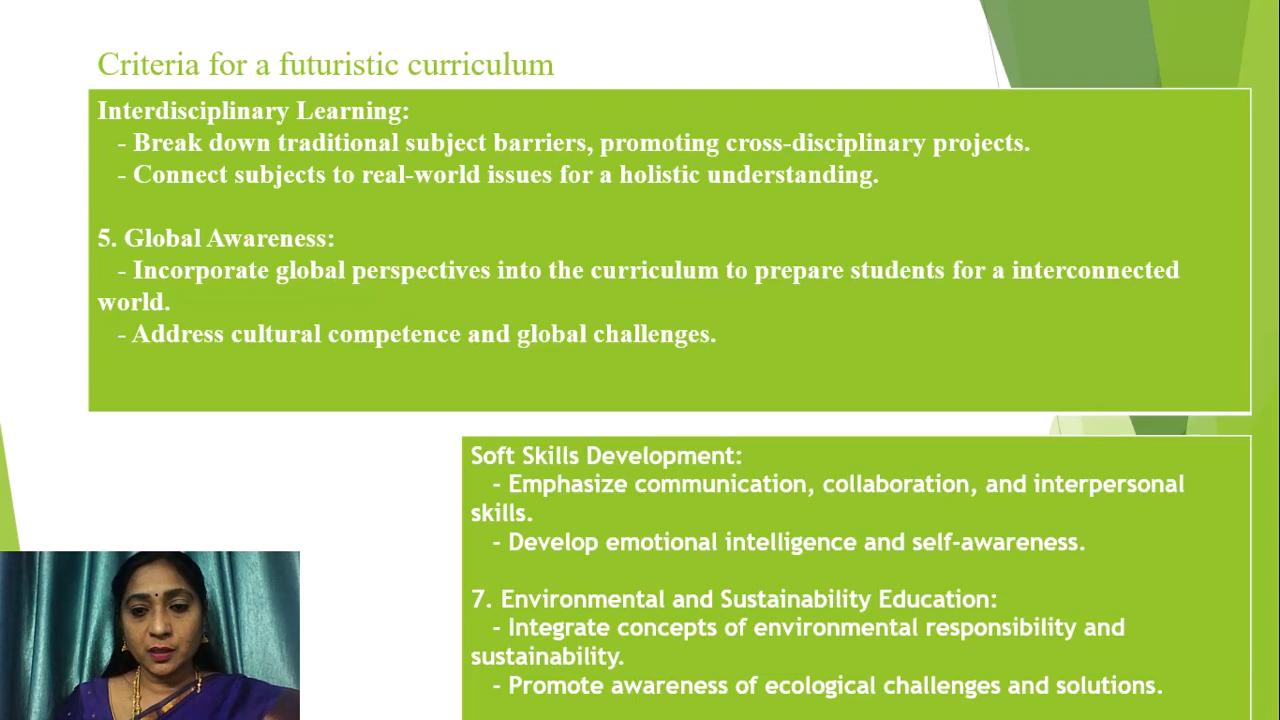 Criteria for a futuristic curriculum
Interdisciplinary Learning:
- Break down traditional subject barriers, promoting cross-disciplinary projects.
- Connect subjects to real-world issues for a holistic understanding.
5. Global Awareness:
- Incorporate global perspectives into the curriculum to prepare students for a interconnected
world.
- Address cultural competence and global challenges.
Soft Skills Development:
- Emphasize communication, collaboration, and interpersonal
skills.
- Develop emotional intelligence and self-awareness.
7. Environmental and Sustainability Education:
- Integrate concepts of environmental responsibility and
sustainability.
- Promote awareness of ecological challenges and solutions.